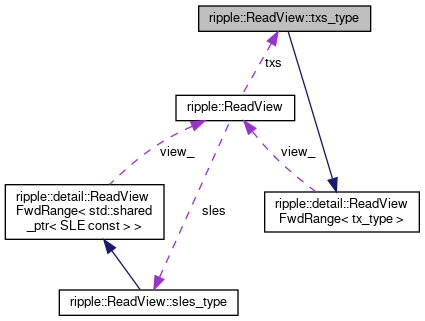 ripple::ReadView::txs_type
txs
ripple::ReadView
view_
view_
ripple::detail::ReadView
FwdRange< std::shared
_ptr< SLE const > >
sles
ripple::detail::ReadView
FwdRange< tx_type >
ripple::ReadView::sles_type